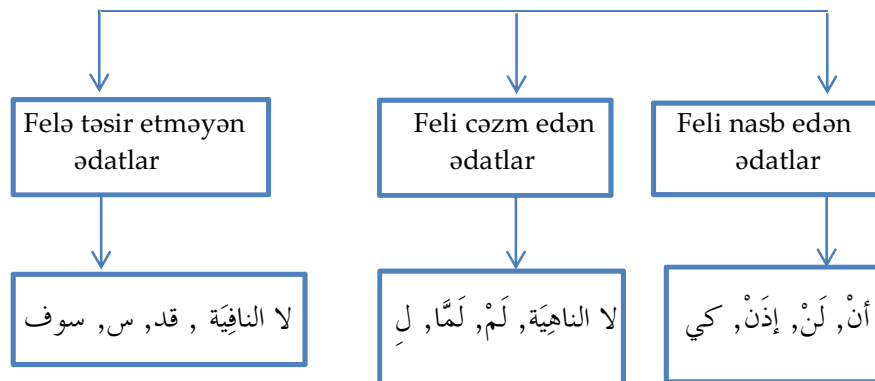 Felə təsir etməyən
ədatlar
Feli cəzm edən
ədatlar
Feli nasb edən
ədatlar
لا النافِيَة , قد, س, سوف
لا الناهِيَة, لَمْ, لَمَّا, لِ
أنْ, لَنْ, إذَنْ, كي